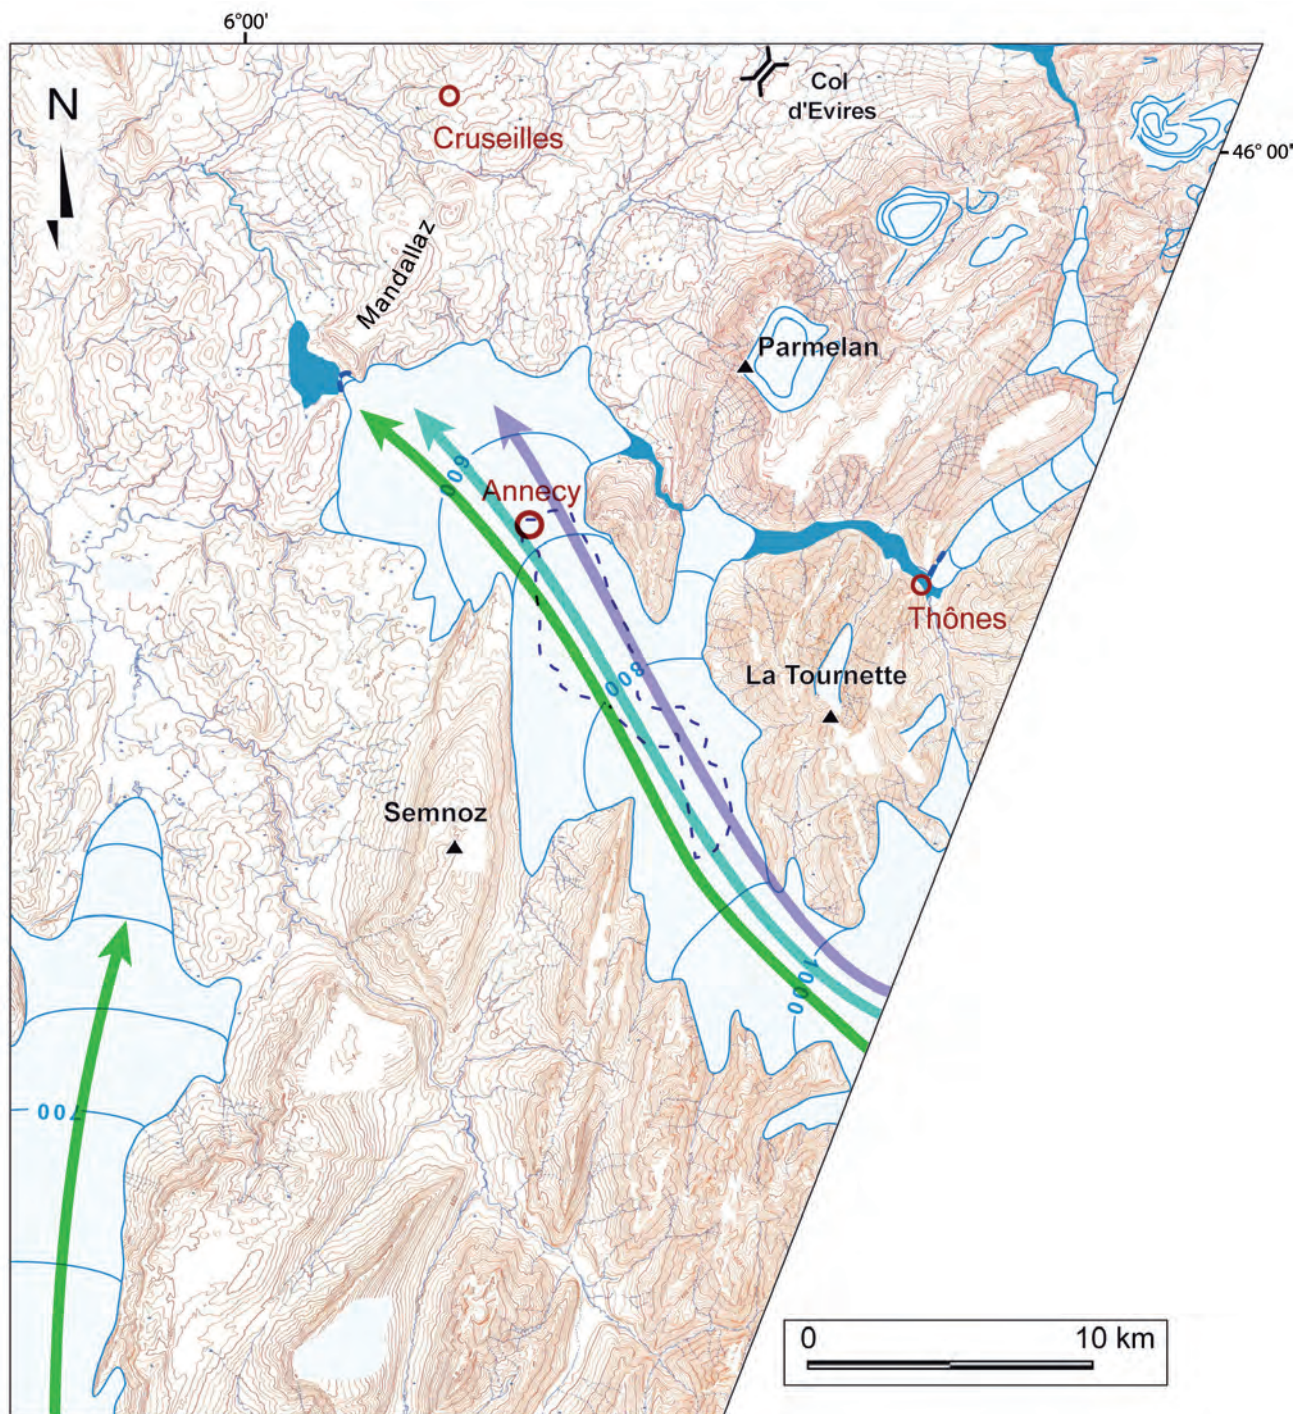 6°00'
N
Col
d'Evires
Cruseilles
46° 00'
Mandallaz
Parmelan
600
Annecy
Thônes
800
La Tournette
Semnoz
1000
700
0 10 km